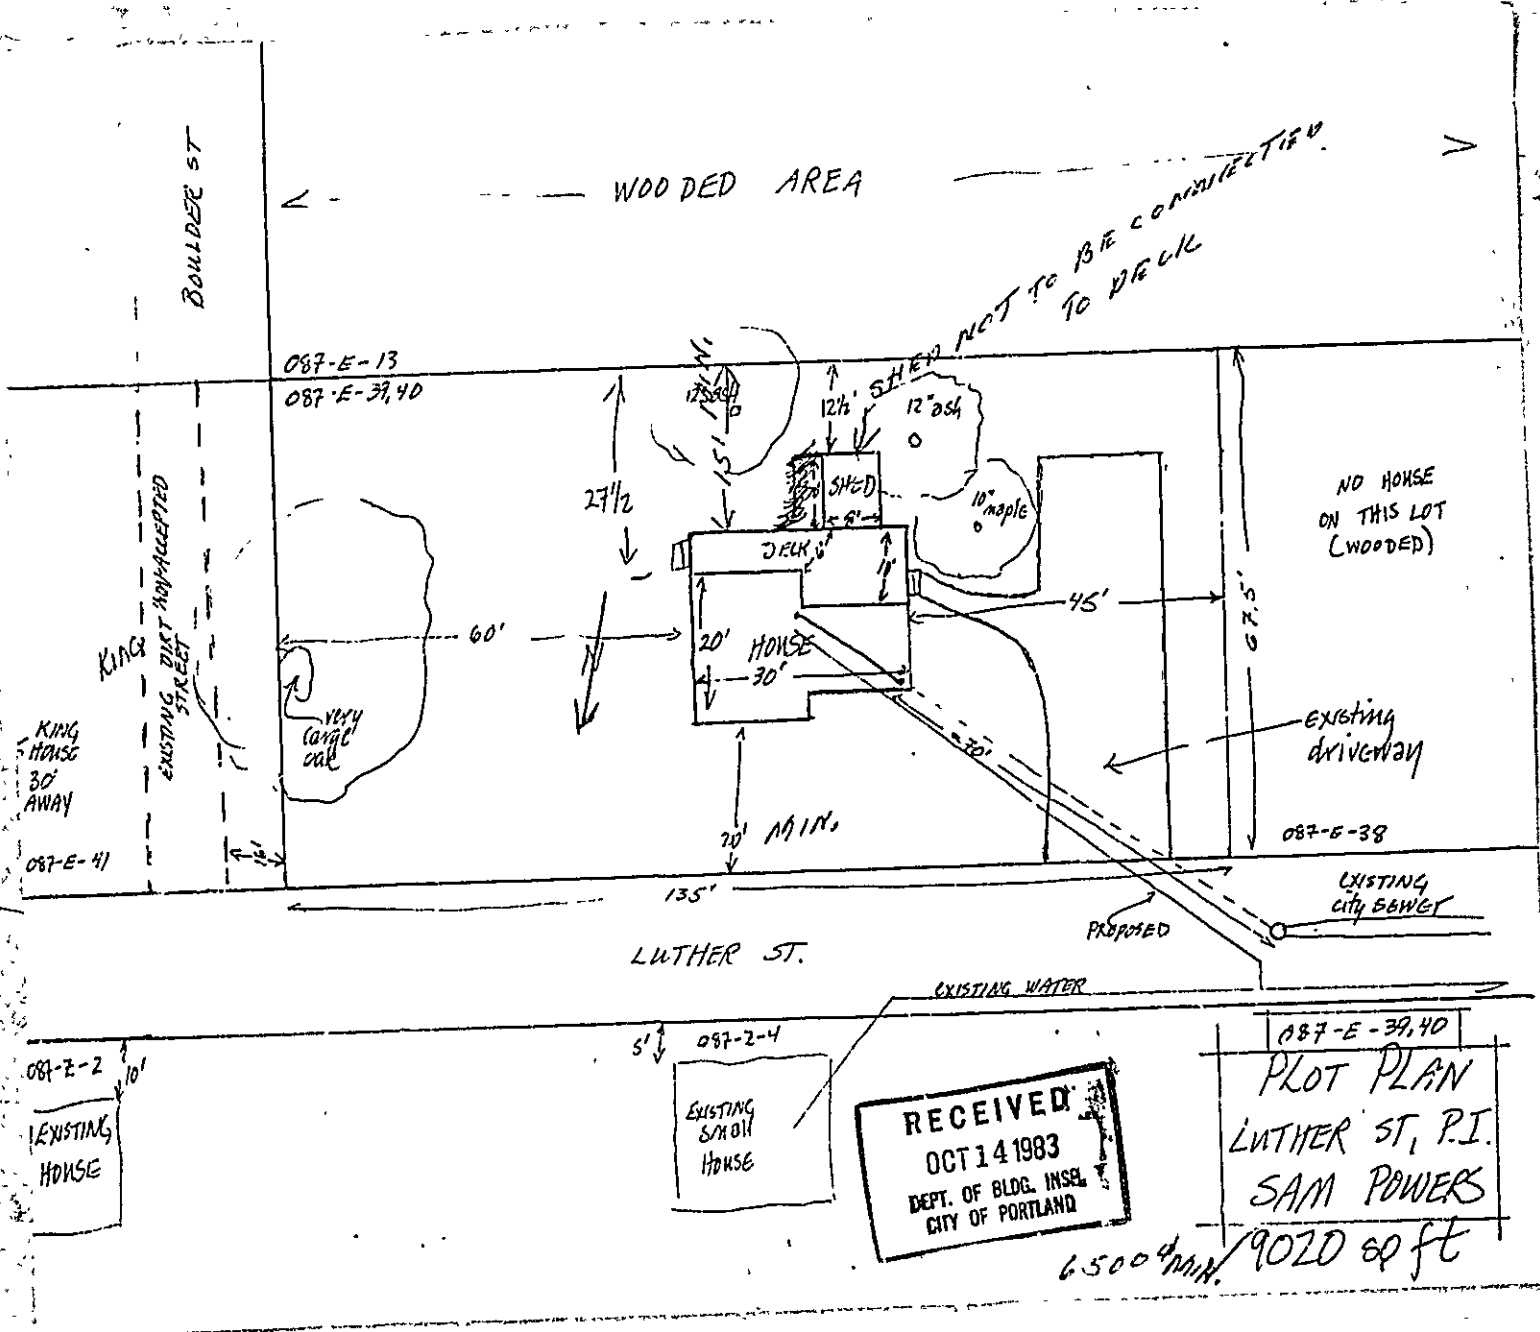 BOULDER ST
WOODED AREA
SHED NOT TO BE CONNECTED
TO DECK
087-E-13
087-E-39,40
15' MIN.
12½'
12" ash
27½
SHED
8'
10" maple
NO HOUSE
ON THIS LOT
(WOODED)
DECK
10'
EXISTING DIRT NON-ACCEPTED
STREET
KING
60'
20'
HOUSE
30'
45'
67.5'
N
very
large
oak
KING
HOUSE
30'
AWAY
70'
Existing
driveway
20' MIN.
087-E-41
16'
087-E-38
135'
EXISTING
City SEWER
PROPOSED
LUTHER ST.
EXISTING WATER
087-Z-2
10'
5'
087-Z-4
087-E-39,40
EXISTING
HOUSE
EXISTING
SMALL
HOUSE
RECEIVED
OCT 14 1983
DEPT. OF BLDG. INSP.
CITY OF PORTLAND
PLOT PLAN
LUTHER ST, P.I.
SAM POWERS
6500 MIN. / 9020 sq ft